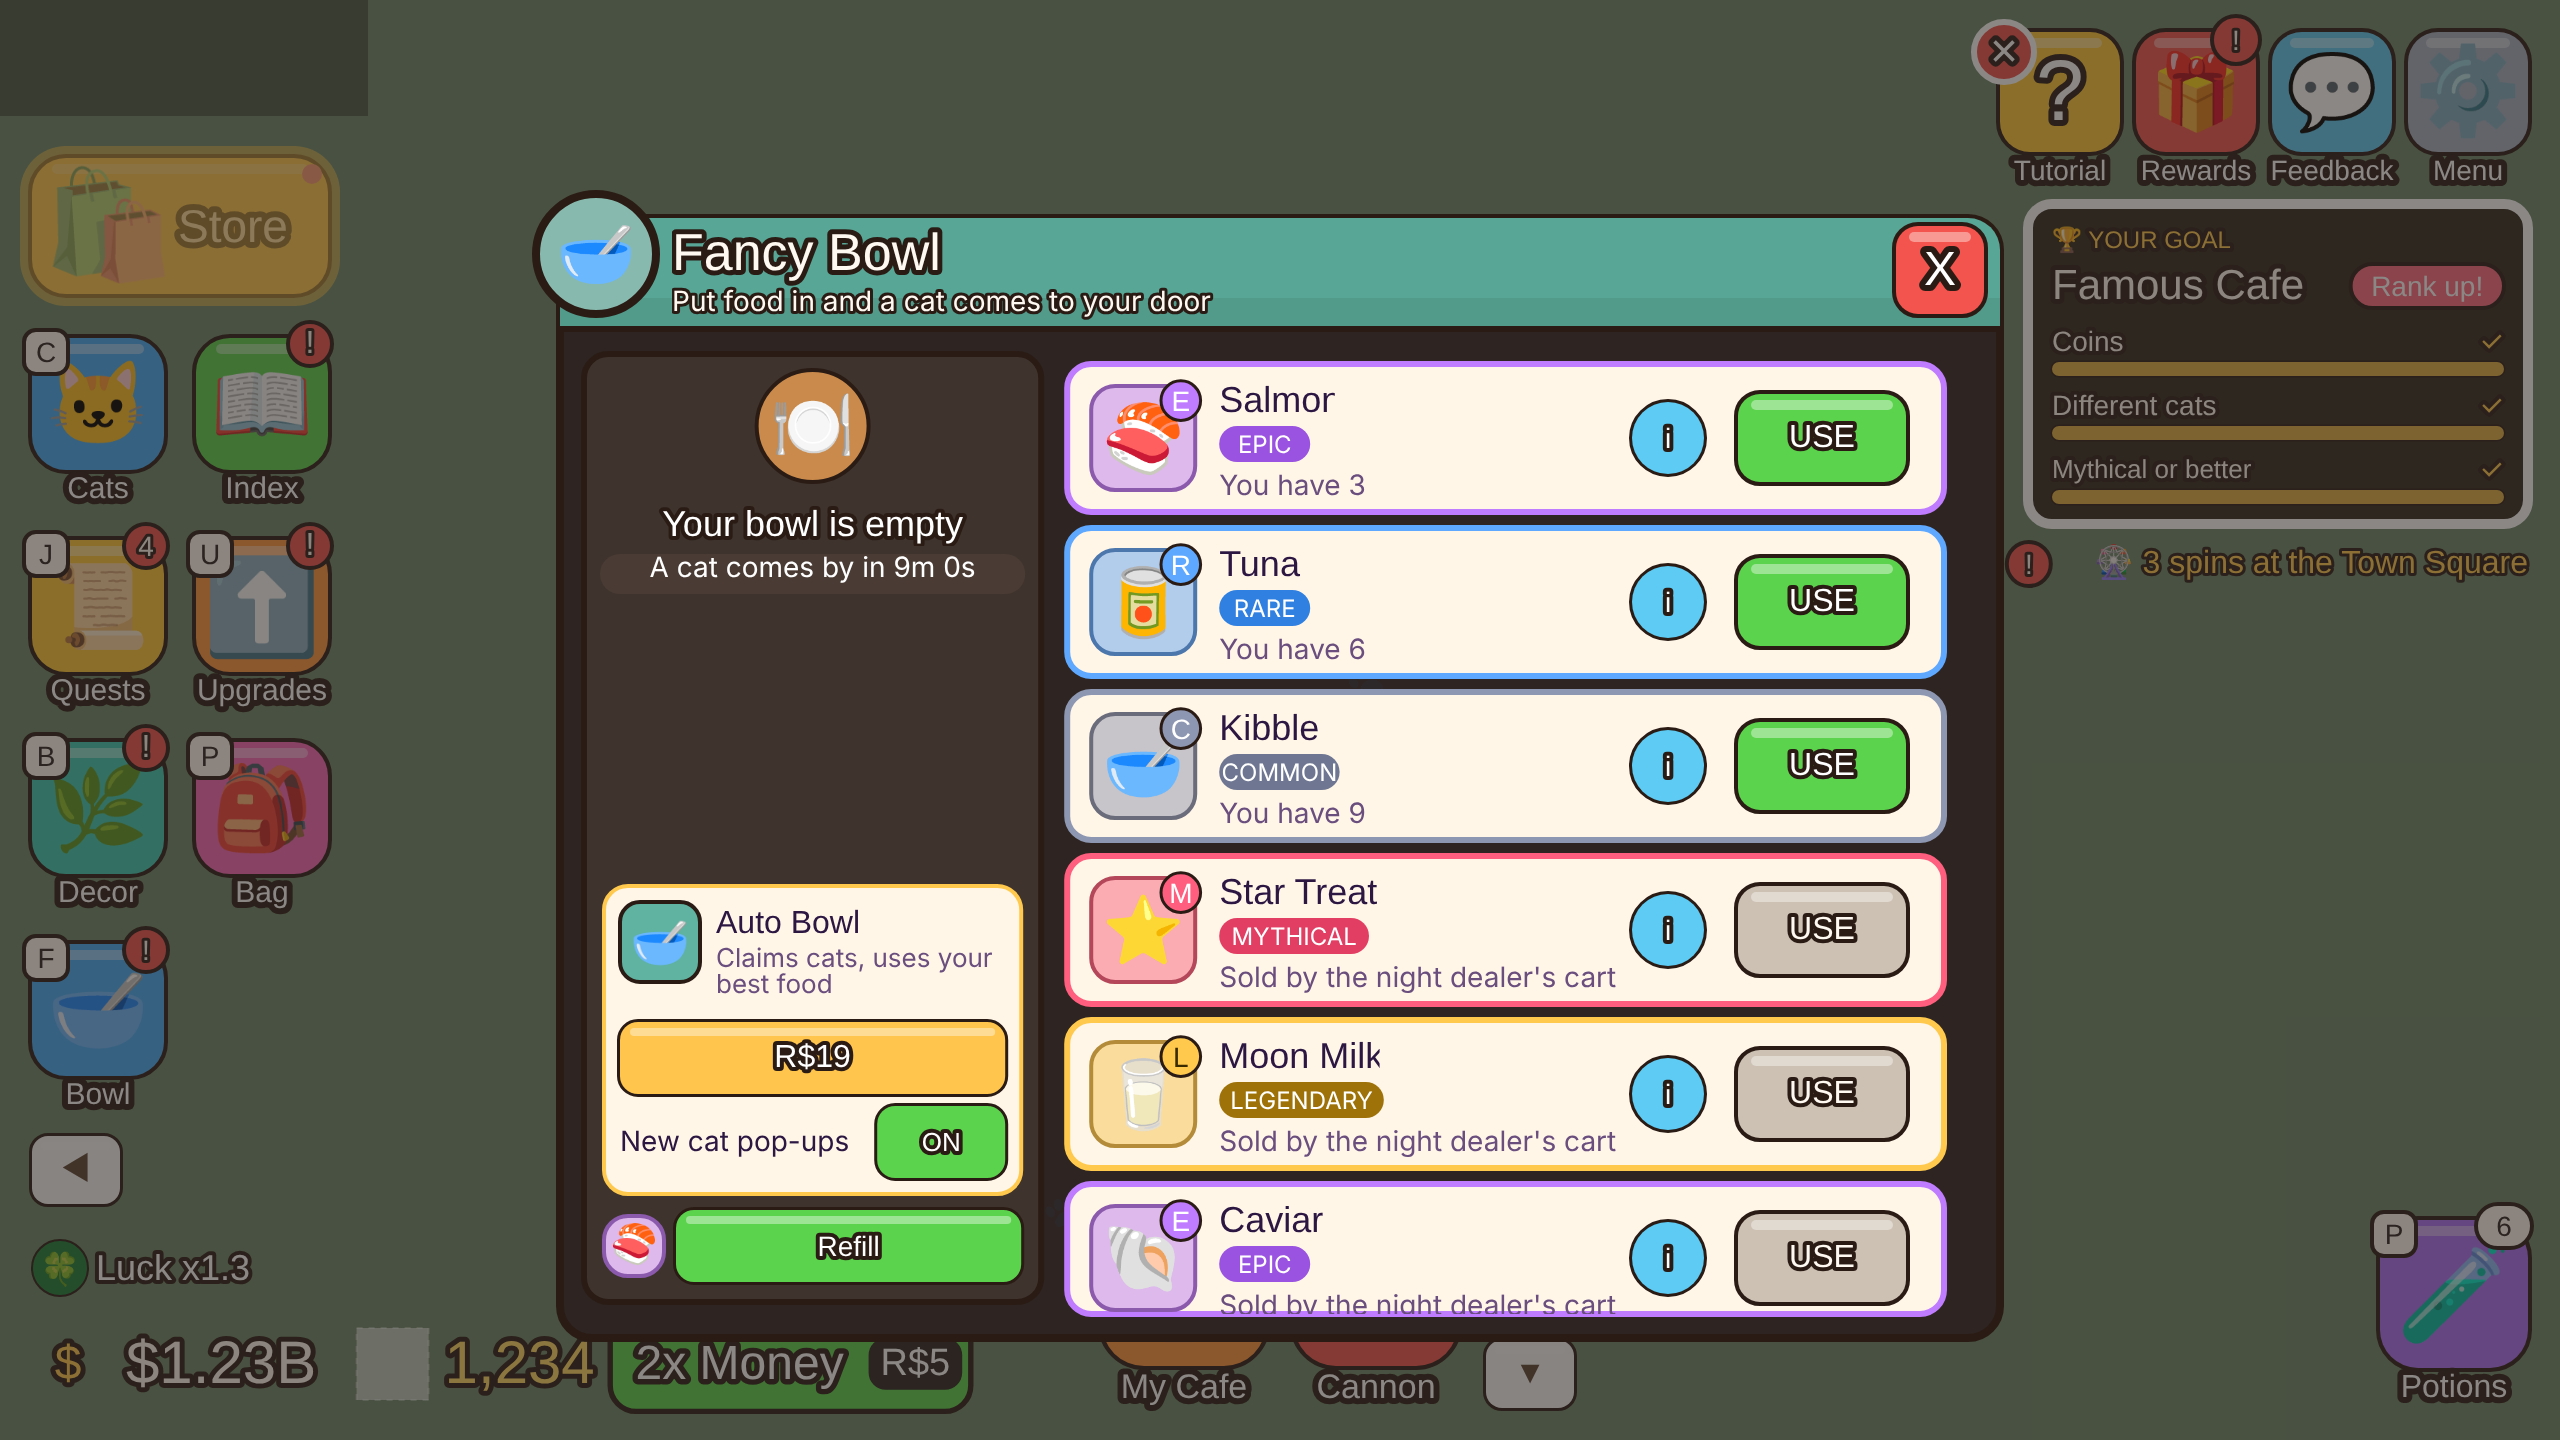 ?
!
Tutorial
Rewards
Feedback
Menu
Store
C
Cats
!
Index
J
4
Quests
U
!
Upgrades
B
!
Decor
P
Bag
F
!
Bowl
Luck x1.3
$ $1.23B
1,234
2x Money R$5
Fancy Bowl
Put food in and a cat comes to your door
X
Your bowl is empty
A cat comes by in 9m 0s
Auto Bowl
Claims cats, uses your
best food
R$19
New cat pop-ups
ON
Refill
E
Salmon
EPIC
You have 3
i
USE
R
Tuna
RARE
You have 6
i
USE
C
Kibble
COMMON
You have 9
i
USE
M
Star Treat
MYTHICAL
Sold by the night dealer's cart
i
USE
L
Moon Milk
LEGENDARY
Sold by the night dealer's cart
i
USE
E
Caviar
EPIC
Sold by the night dealer's cart
i
USE
YOUR GOAL
Famous Cafe
Rank up!
Coins
Different cats
Mythical or better
!
3 spins at the Town Square
My Cafe
Cannon
P
6
Potions